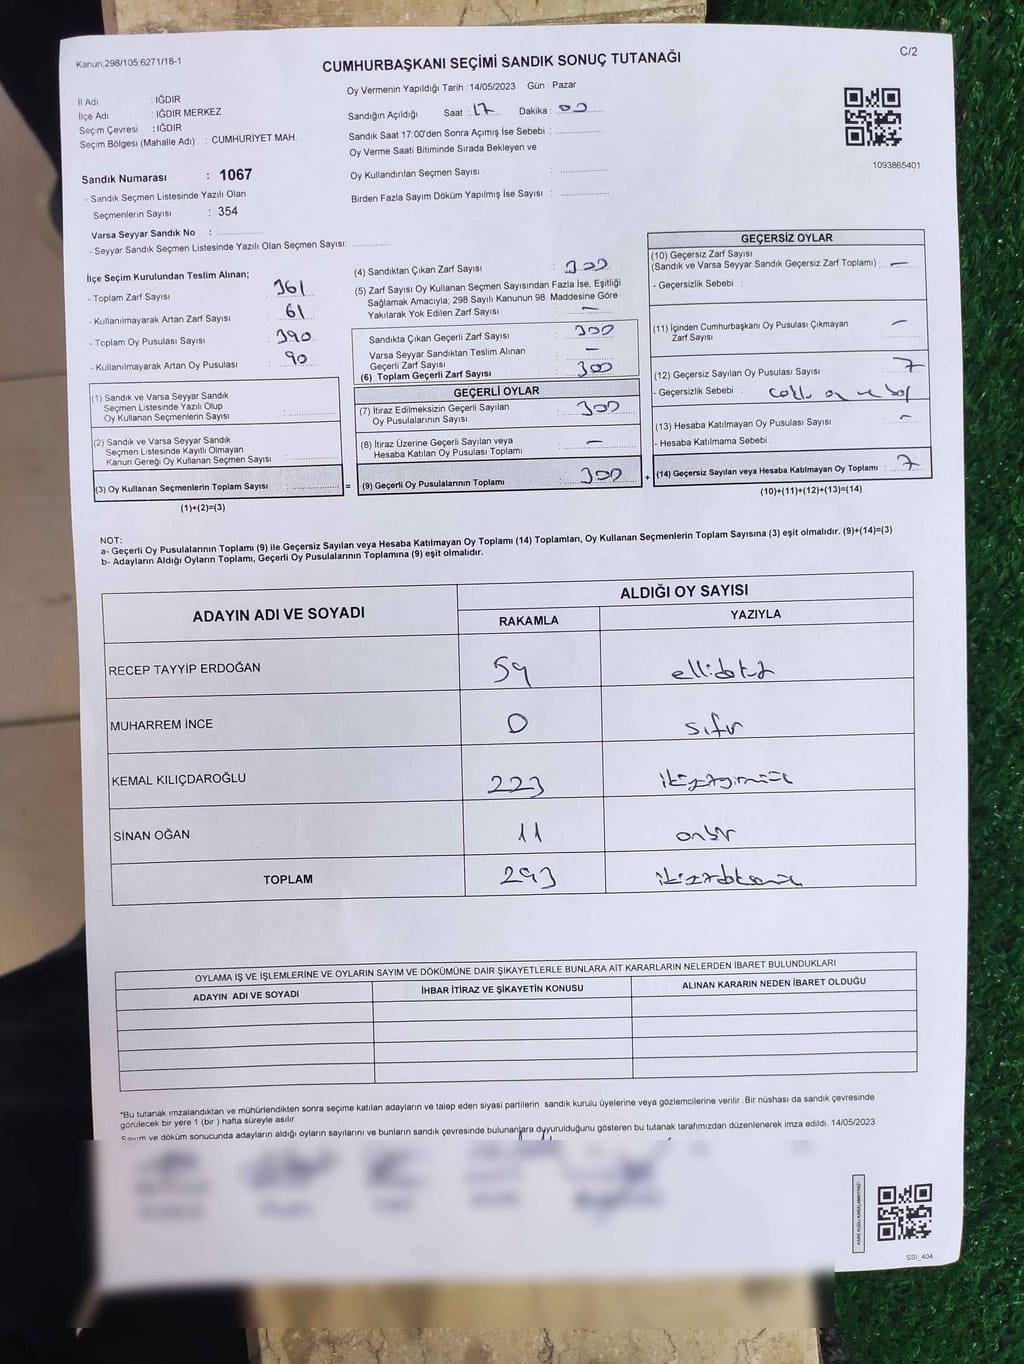 Kanun;298/105;6271/18-1
CUMHURBAŞKANI SEÇİMİ SANDIK SONUÇ TUTANAĞI
C/2
İl Adı : IĞDIR
İlçe Adı : IĞDIR MERKEZ
Seçim Çevresi : IĞDIR
Seçim Bölgesi (Mahalle Adı) : CUMHURİYET MAH.
Oy Vermenin Yapıldığı Tarih :14/05/2023 Gün : Pazar
Sandığın Açıldığı Saat : 17 Dakika : 00
Sandık Saat 17:00'den Sonra Açımış İse Sebebi :
Oy Verme Saati Bitiminde Sırada Bekleyen ve
Oy Kullandırılan Seçmen Sayısı :
Birden Fazla Sayım Döküm Yapılmış İse Sayısı :
1093865401
Sandık Numarası : 1067
- Sandık Seçmen Listesinde Yazılı Olan
Seçmenlerin Sayısı : 354
Varsa Seyyar Sandık No :
- Seyyar Sandık Seçmen Listesinde Yazılı Olan Seçmen Sayısı:
İlçe Seçim Kurulundan Teslim Alınan;
- Toplam Zarf Sayısı : 361
- Kullanılmayarak Artan Zarf Sayısı : 61
- Toplam Oy Pusulası Sayısı : 390
- Kullanılmayarak Artan Oy Pusulası : 90
(1) Sandık ve Varsa Seyyar Sandık
Seçmen Listesinde Yazılı Olup
Oy Kullanan Seçmenlerin Sayısı :
(2) Sandık ve Varsa Seyyar Sandık
Seçmen Listesinde Kayıtlı Olmayan
Kanun Gereği Oy Kullanan Seçmen Sayısı :
(3) Oy Kullanan Seçmenlerin Toplam Sayısı :
(1)+(2)=(3)
=
(4) Sandıktan Çıkan Zarf Sayısı : 300
(5) Zarf Sayısı Oy Kullanan Seçmen Sayısından Fazla İse, Eşitliği
Sağlamak Amacıyla; 298 Sayılı Kanunun 98. Maddesine Göre
Yakılarak Yok Edilen Zarf Sayısı : —
Sandıkta Çıkan Geçerli Zarf Sayısı : 300
Varsa Seyyar Sandıktan Teslim Alınan
Geçerli Zarf Sayısı : —
(6) Toplam Geçerli Zarf Sayısı : 300
GEÇERLİ OYLAR
(7) İtiraz Edilmeksizin Geçerli Sayılan
Oy Pusulalarının Sayısı : 300
(8) İtiraz Üzerine Geçerli Sayılan veya
Hesaba Katılan Oy Pusulası Toplamı : —
(9) Geçerli Oy Pusulalarının Toplamı : 300
+
GEÇERSİZ OYLAR
(10) Geçersiz Zarf Sayısı
(Sandık ve Varsa Seyyar Sandık Geçersiz Zarf Toplamı) : —
- Geçersizlik Sebebi :
(11) İçinden Cumhurbaşkanı Oy Pusulası Çıkmayan
Zarf Sayısı : —
(12) Geçersiz Sayılan Oy Pusulası Sayısı : 7
- Geçersizlik Sebebi :
(13) Hesaba Katılmayan Oy Pusulası Sayısı : —
- Hesaba Katılmama Sebebi :
(14) Geçersiz Sayılan veya Hesaba Katılmayan Oy Toplamı : 7
(10)+(11)+(12)+(13)=(14)
NOT:
a- Geçerli Oy Pusulalarının Toplamı (9) ile Geçersiz Sayılan veya Hesaba Katılmayan Oy Toplamı (14) Toplamları, Oy Kullanan Seçmenlerin Toplam Sayısına (3) eşit olmalıdır. (9)+(14)=(3)
b- Adayların Aldığı Oyların Toplamı, Geçerli Oy Pusulalarının Toplamına (9) eşit olmalıdır.
ADAYIN ADI VE SOYADI
ALDIĞI OY SAYISI
RAKAMLA YAZIYLA
RECEP TAYYİP ERDOĞAN 59 ellidokuz
MUHARREM İNCE 0 sıfır
KEMAL KILIÇDAROĞLU 223 ikiyüzyirmiüç
SİNAN OĞAN 11 onbir
TOPLAM 293 ikiyüzdoksanüç
OYLAMA İŞ VE İŞLEMLERİNE VE OYLARIN SAYIM VE DÖKÜMÜNE DAİR ŞİKAYETLERLE BUNLARA AİT KARARLARIN NELERDEN İBARET BULUNDUKLARI
ADAYIN ADI VE SOYADI İHBAR İTİRAZ VE ŞİKAYETİN KONUSU ALINAN KARARIN NEDEN İBARET OLDUĞU
*Bu tutanak imzalandıktan ve mühürlendikten sonra seçime katılan adayların ve talep eden siyasi partilerin sandık kurulu üyelerine veya gözlemcilerine verilir .Bir nüshası da sandık çevresinde
görülecek bir yere 1 (bir ) hafta süreyle asılır.
Sayım ve döküm sonucunda adayların aldığı oyların sayılarını ve bunların sandık çevresinde bulunanlara duyurulduğunu gösteren bu tutanak tarafımızdan düzenlenerek imza edildi. 14/05/2023
KARE KODU KARALAMAYINIZ!
SSI_404